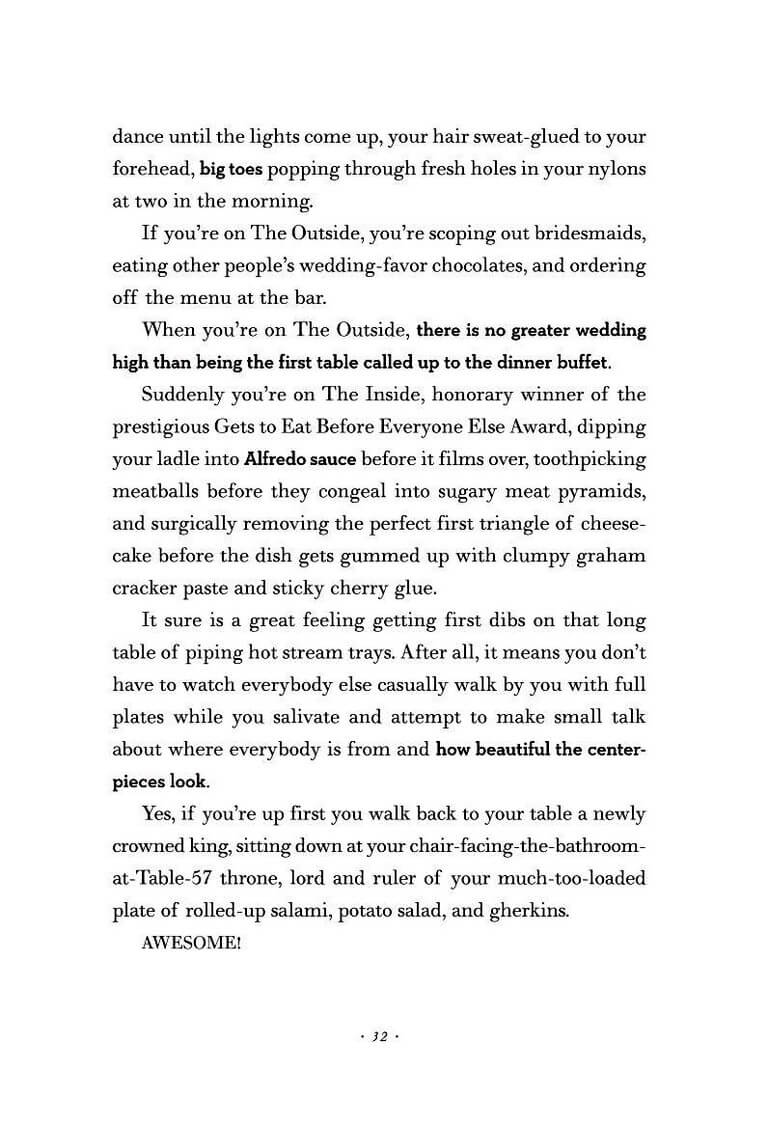 dance until the lights come up, your hair sweat-glued to your
forehead, big toes popping through fresh holes in your nylons
at two in the morning.
If you’re on The Outside, you’re scoping out bridesmaids,
eating other people’s wedding-favor chocolates, and ordering
off the menu at the bar.
When you’re on The Outside, there is no greater wedding
high than being the first table called up to the dinner buffet.
Suddenly you’re on The Inside, honorary winner of the
prestigious Gets to Eat Before Everyone Else Award, dipping
your ladle into Alfredo sauce before it films over, toothpicking
meatballs before they congeal into sugary meat pyramids,
and surgically removing the perfect first triangle of cheese-
cake before the dish gets gummed up with clumpy graham
cracker paste and sticky cherry glue.
It sure is a great feeling getting first dibs on that long
table of piping hot stream trays. After all, it means you don’t
have to watch everybody else casually walk by you with full
plates while you salivate and attempt to make small talk
about where everybody is from and how beautiful the center-
pieces look.
Yes, if you’re up first you walk back to your table a newly
crowned king, sitting down at your chair-facing-the-bathroom-
at-Table-57 throne, lord and ruler of your much-too-loaded
plate of rolled-up salami, potato salad, and gherkins.
AWESOME!
· 32 ·